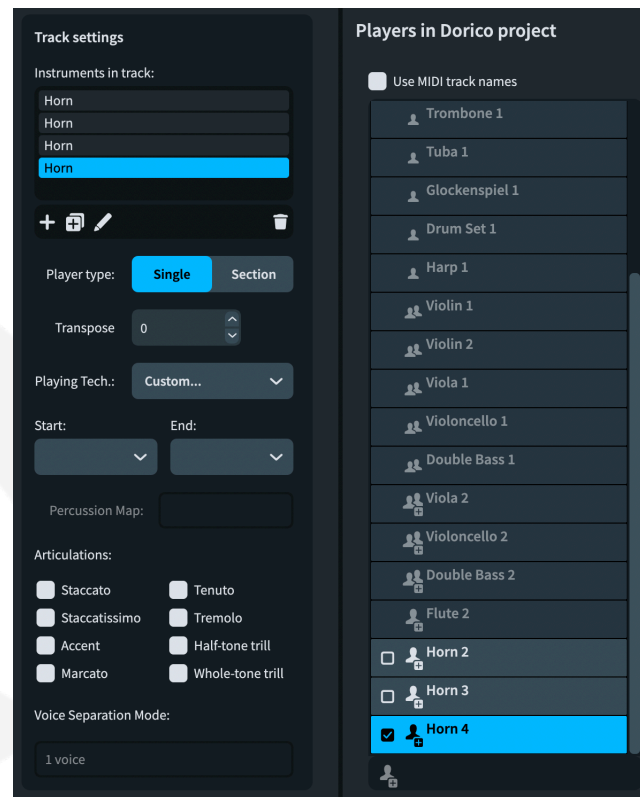 Track settings
Instruments in track:
Horn
Horn
Horn
Horn
Player type:
Single
Section
Transpose
0
Playing Tech.:
Custom...
Start:
End:
Percussion Map:
Articulations:
Staccato
Tenuto
Staccatissimo
Tremolo
Accent
Half-tone trill
Marcato
Whole-tone trill
Voice Separation Mode:
1 voice
Players in Dorico project
Use MIDI track names
Trombone 1
Tuba 1
Glockenspiel 1
Drum Set 1
Harp 1
Violin 1
Violin 2
Viola 1
Violoncello 1
Double Bass 1
Viola 2
Violoncello 2
Double Bass 2
Flute 2
Horn 2
Horn 3
Horn 4